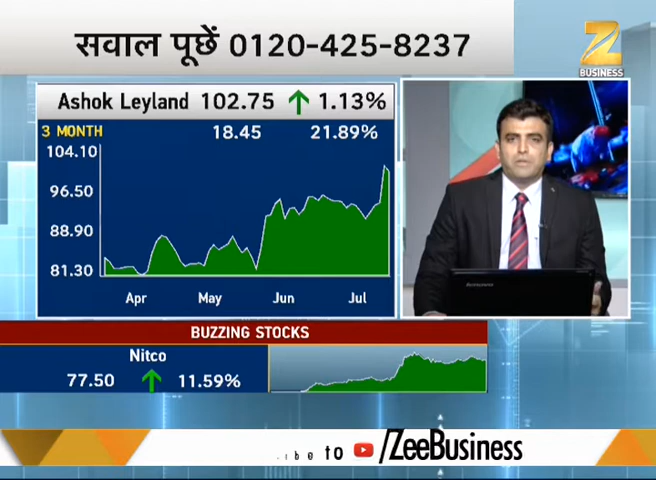 सवाल पूछें 0120-425-8237
Z
BUSINESS
Ashok Leyland 102.75 ↑ 1.13%
3 MONTH 18.45 21.89%
104.10
96.50
88.90
81.30
Apr May Jun Jul
BUZZING STOCKS
Nitco
77.50 ↑ 11.59%
to /ZeeBusiness